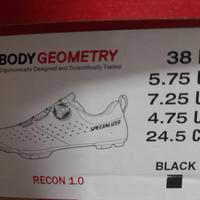 BODY GEOMETRY
Ergonomically Designed and Scientifically Tested
38
5.75 U
7.25 U
4.75 U
24.5 C
SPECIALIZED
BLACK
RECON 1.0